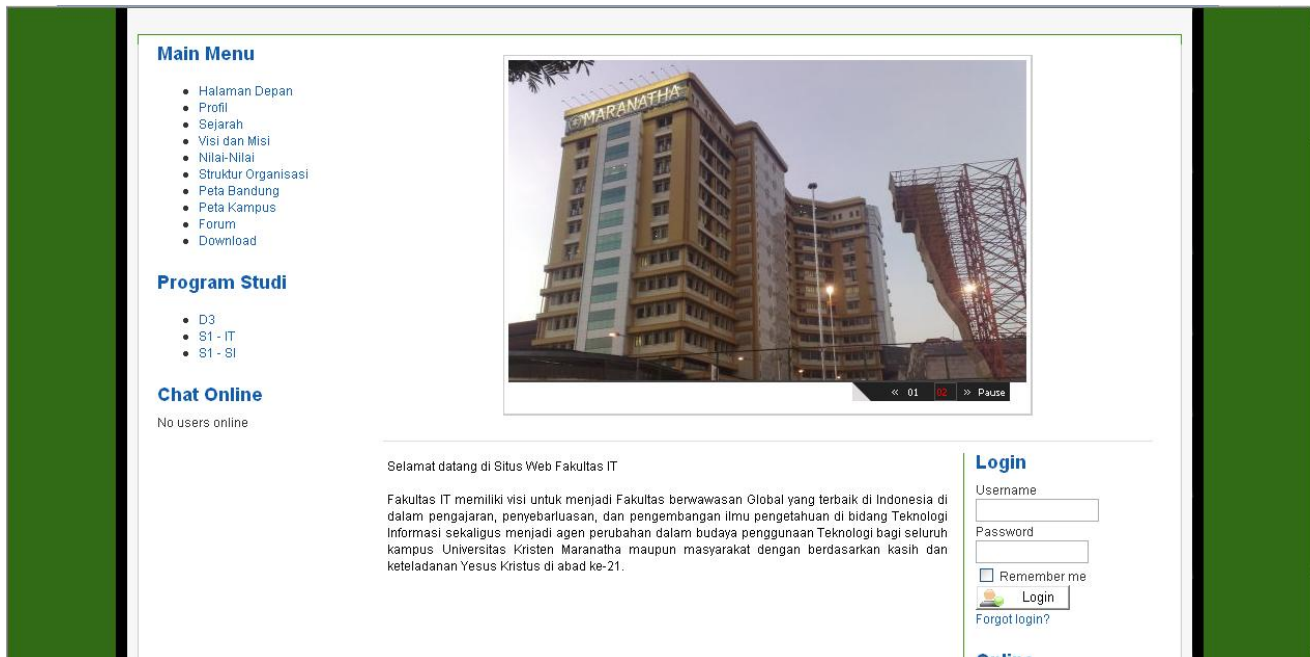 Main Menu
Halaman Depan
Profil
Sejarah
Visi dan Misi
Nilai-Nilai
Struktur Organisasi
Peta Bandung
Peta Kampus
Forum
Download
Program Studi
D3
S1 - IT
S1 - SI
Chat Online
No users online
MARANATHA
« 01 02 » Pause
Selamat datang di Situs Web Fakultas IT
Fakultas IT memiliki visi untuk menjadi Fakultas berwawasan Global yang terbaik di Indonesia di
dalam pengajaran, penyebarluasan, dan pengembangan ilmu pengetahuan di bidang Teknologi
Informasi sekaligus menjadi agen perubahan dalam budaya penggunaan Teknologi bagi seluruh
kampus Universitas Kristen Maranatha maupun masyarakat dengan berdasarkan kasih dan
keteladanan Yesus Kristus di abad ke-21.
Login
Username
Password
Remember me
Login
Forgot login?
Online